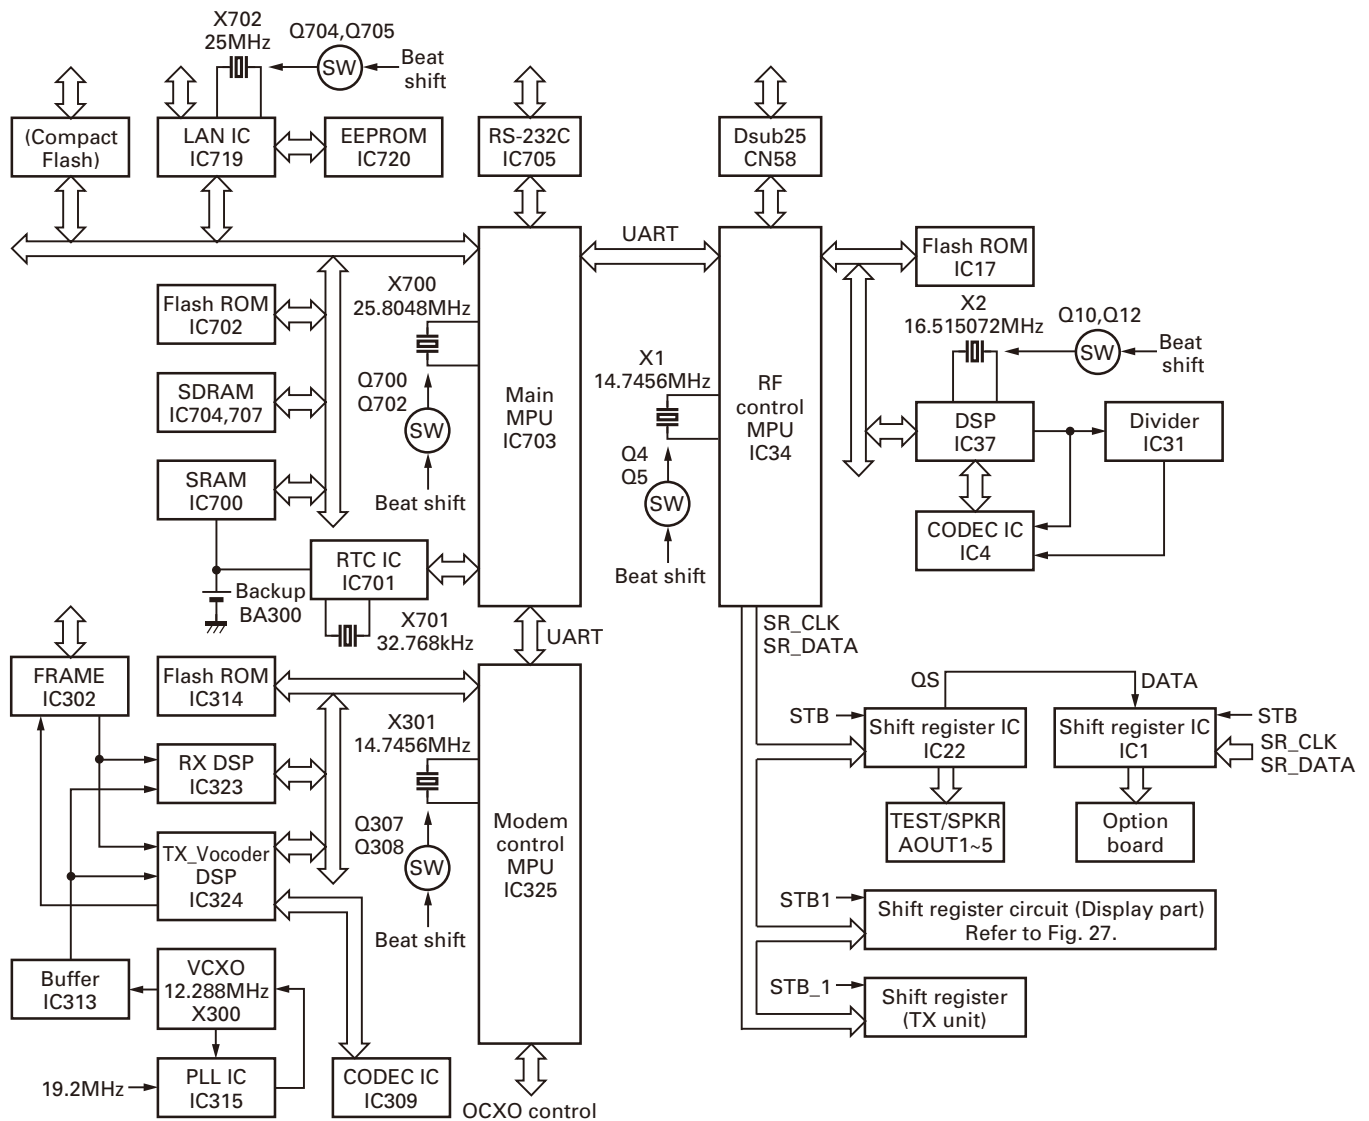 X702
25MHz
Q704,Q705
SW
Beat
shift
(Compact
Flash)
LAN IC
IC719
EEPROM
IC720
RS-232C
IC705
Dsub25
CN58
UART
Flash ROM
IC17
X700
25.8048MHz
Flash ROM
IC702
X2
16.515072MHz
Q10,Q12
SW
Beat
shift
X1
14.7456MHz
Q700
Q702
SW
Beat shift
SDRAM
IC704,707
Main
MPU
IC703
RF
control
MPU
IC34
DSP
IC37
Divider
IC31
SRAM
IC700
Q4
Q5
SW
Beat shift
CODEC IC
IC4
RTC IC
IC701
Backup
BA300
X701
32.768kHz
UART
SR_CLK
SR_DATA
FRAME
IC302
Flash ROM
IC314
QS
DATA
STB
Shift register IC
IC22
Shift register IC
IC1
STB
SR_CLK
SR_DATA
X301
14.7456MHz
RX DSP
IC323
Q307
Q308
SW
Beat shift
Modem
control
MPU
IC325
TEST/SPKR
AOUT1~5
Option
board
TX_Vocoder
DSP
IC324
STB1
Shift register circuit (Display part)
Refer to Fig. 27.
Buffer
IC313
VCXO
12.288MHz
X300
STB_1
Shift register
(TX unit)
19.2MHz
PLL IC
IC315
CODEC IC
IC309
OCXO control